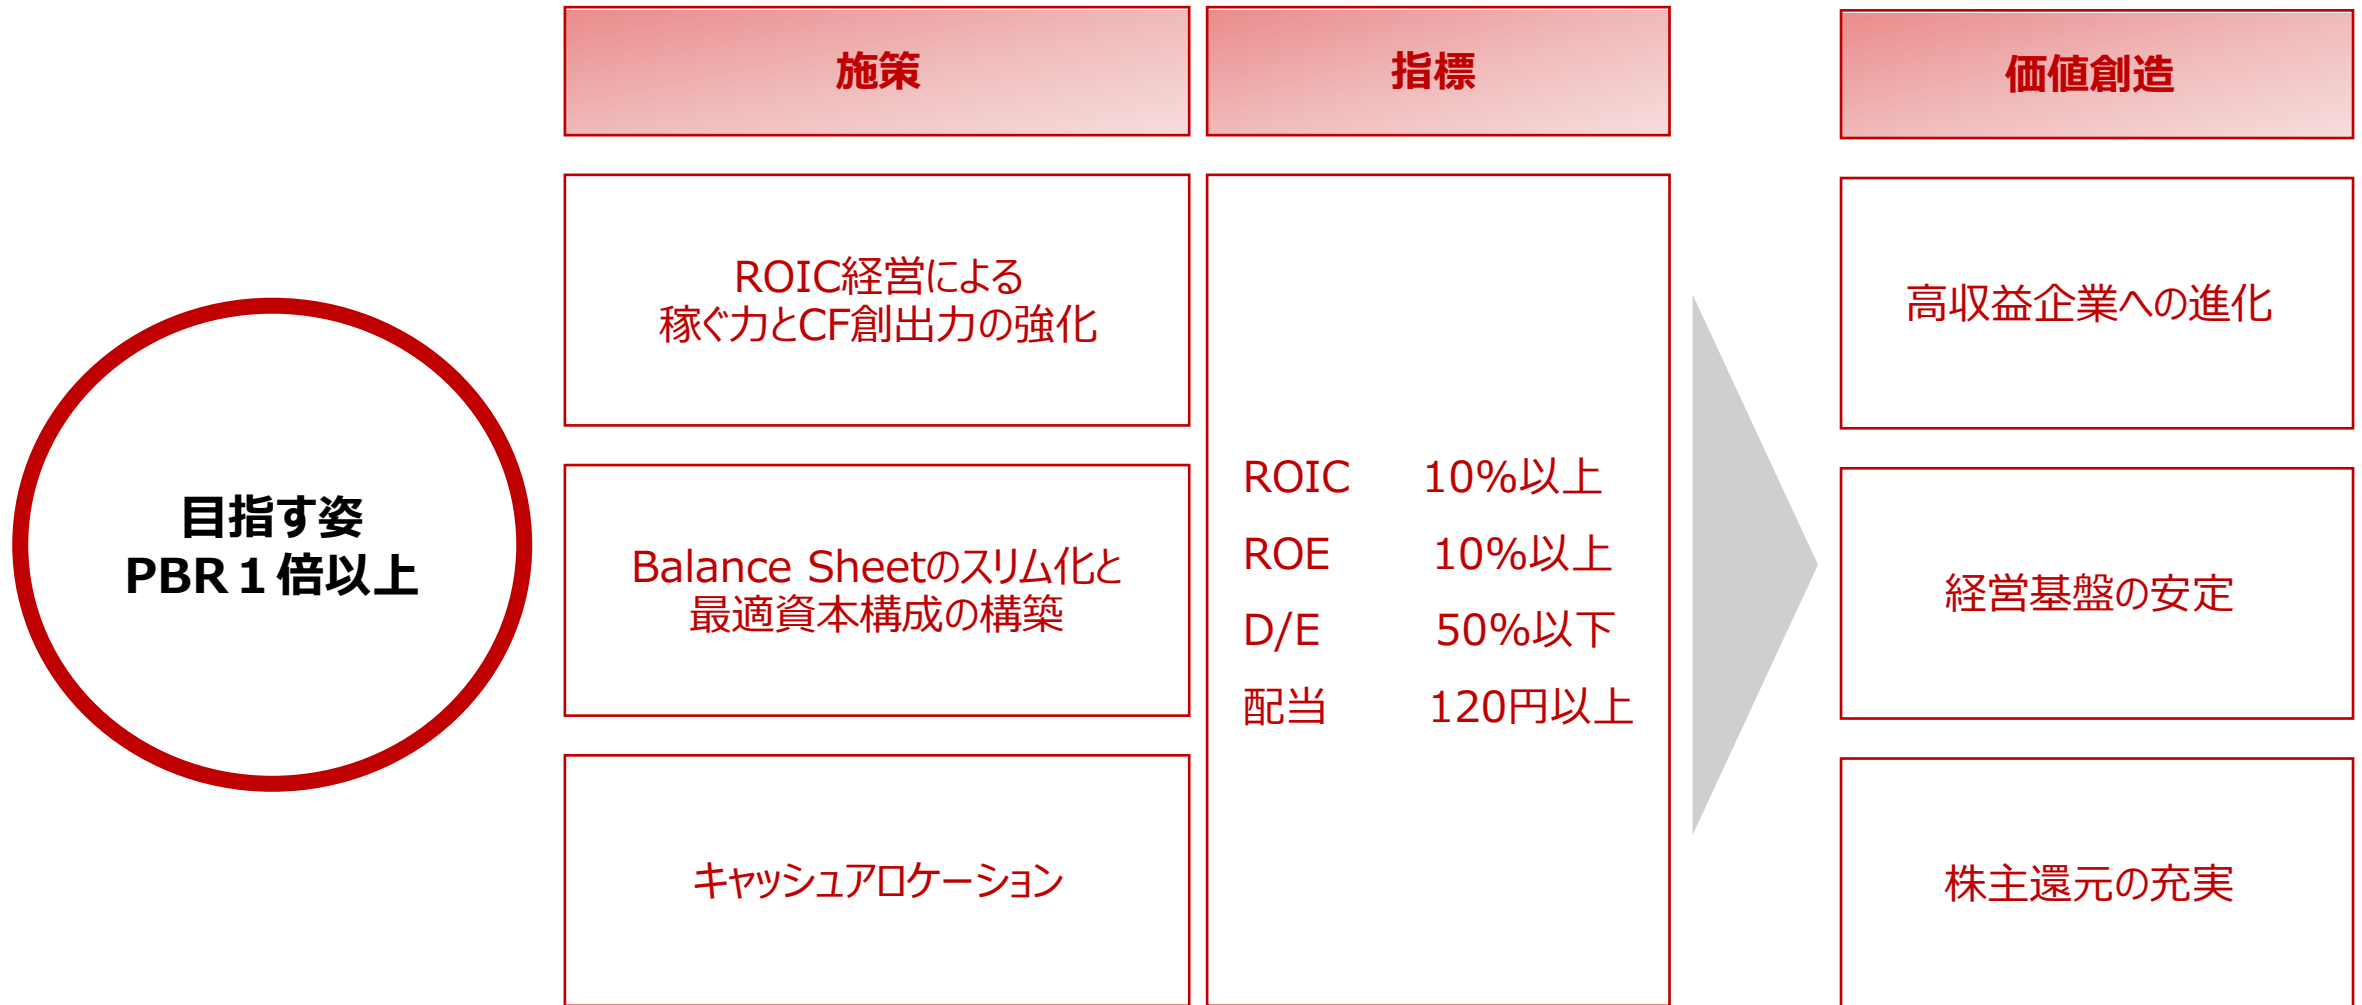 施策
指標
価値創造
目指す姿
PBR１倍以上
ROIC経営による
稼ぐ力とCF創出力の強化
Balance Sheetのスリム化と
最適資本構成の構築
キャッシュアロケーション
ROIC 10%以上
ROE 10%以上
D/E 50%以下
配当 120円以上
高収益企業への進化
経営基盤の安定
株主還元の充実